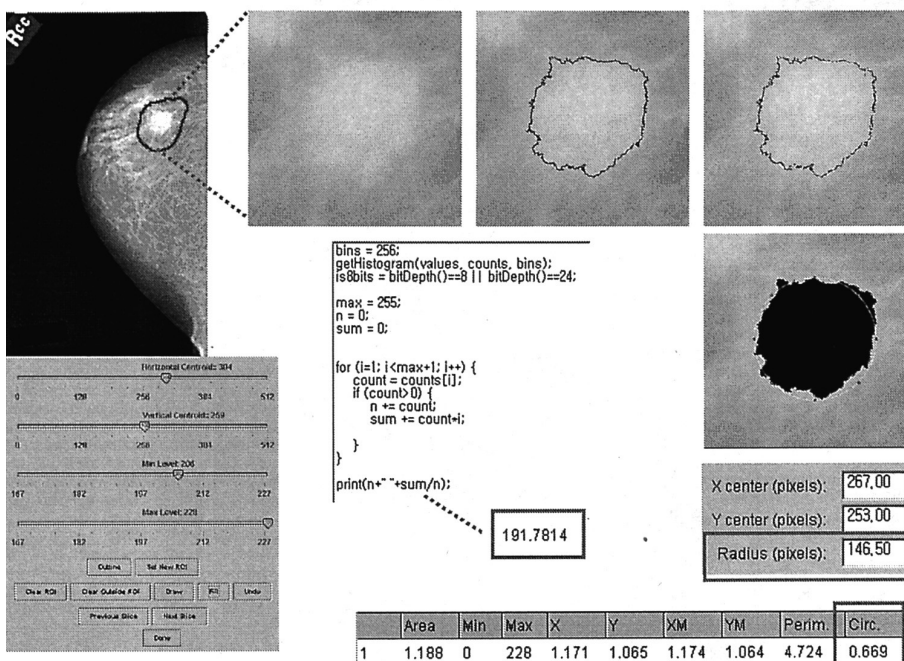 Rcc
bins = 256;
getHistogram(values, counts, bins);
is8bits = bitDepth()==8 || bitDepth()==24;
max = 255;
n = 0;
sum = 0;
for (i=1; i<max+1; i++) {
count = counts[i];
if (count>0) {
n += count;
sum += count*i;
}
}
print(n+" "+sum/n);
191.7814
Horizontal Centroid: 304
0 128 256 384 512
Vertical Centroid: 259
0 128 256 384 512
Min Level: 206
167 182 197 212 227
Max Level: 228
167 182 197 212 227
Outline Set New ROI
Clear ROI Clear Outside ROI Draw Fill Undo
Previous Slice Next Slice
Done
X center (pixels): 267,00
Y center (pixels): 253,00
Radius (pixels): 146,50
Area Min Max X Y XM YM Perim. Circ.
1 1.188 0 228 1.171 1.065 1.174 1.064 4.724 0.669